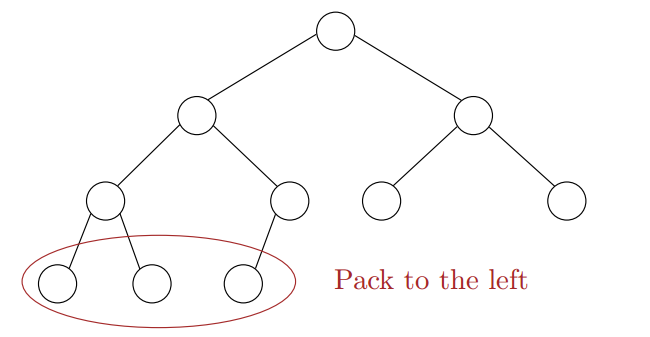 Pack to the left